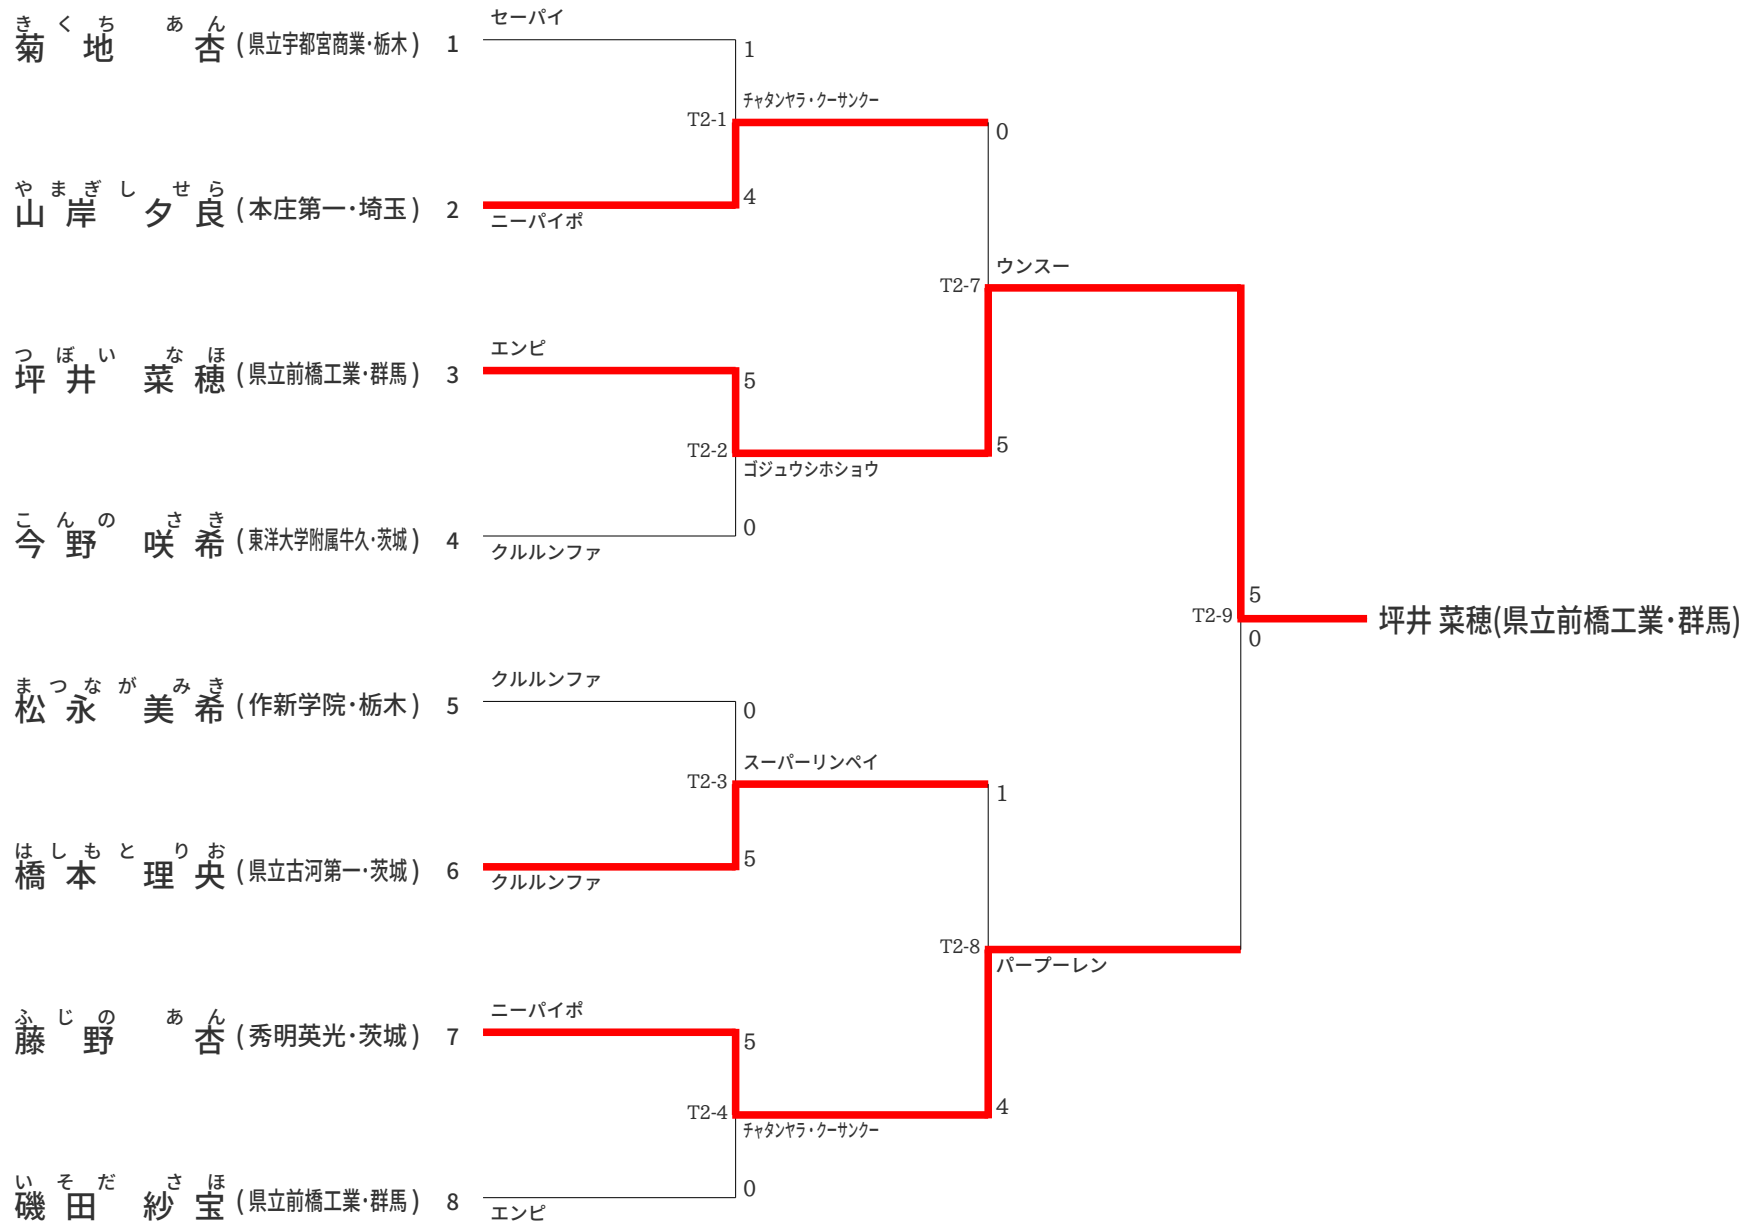 セーパイ
きくち あん
菊地 杏 (県立宇都宮商業・栃木) 1
1
チャタンヤラ・クーサンクー
T2-1
0
やまぎし せら
山岸 夕良 (本庄第一・埼玉) 2
4
ニーパイポ
ウンスー
T2-7
エンピ
つぼい なほ
坪井 菜穂 (県立前橋工業・群馬) 3
5
5
T2-2
ゴジュウシホショウ
こんの さき
今野 咲希 (東洋大学附属牛久・茨城) 4
0
クルルンファ
5
T2-9
坪井 菜穂(県立前橋工業・群馬)
0
クルルンファ
まつなが みき
松永 美希 (作新学院・栃木) 5
0
スーパーリンペイ
T2-3
1
はしもと りお
橋本 理央 (県立古河第一・茨城) 6
5
クルルンファ
T2-8
パープーレン
ニーパイポ
ふじの あん
藤野 杏 (秀明英光・茨城) 7
5
T2-4
4
チャタンヤラ・クーサンクー
いそだ さほ
磯田 紗宝 (県立前橋工業・群馬) 8
0
エンピ